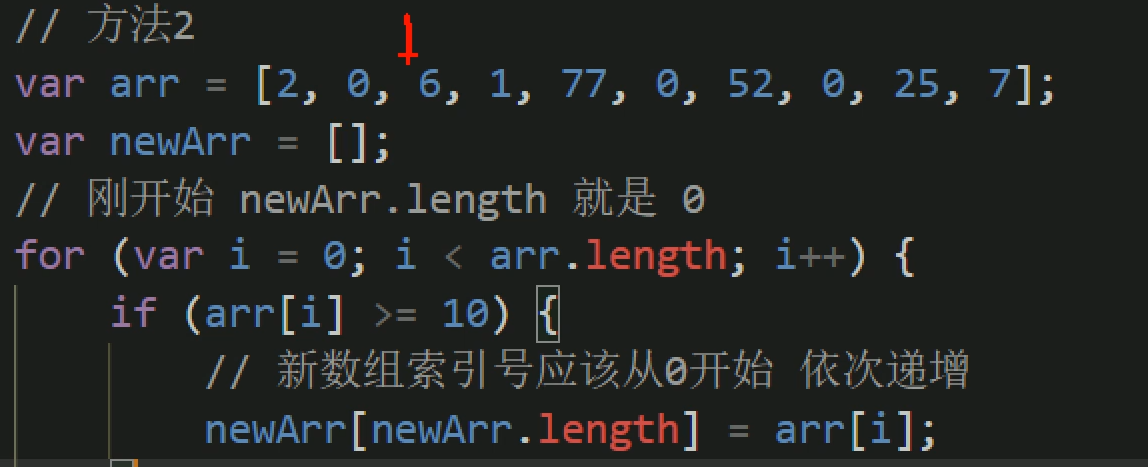 // 方法2
var arr = [2, 0, 6, 1, 77, 0, 52, 0, 25, 7];
var newArr = [];
// 刚开始 newArr.length 就是 0
for (var i = 0; i < arr.length; i++) {
if (arr[i] >= 10) {
// 新数组索引号应该从0开始 依次递增
newArr[newArr.length] = arr[i];